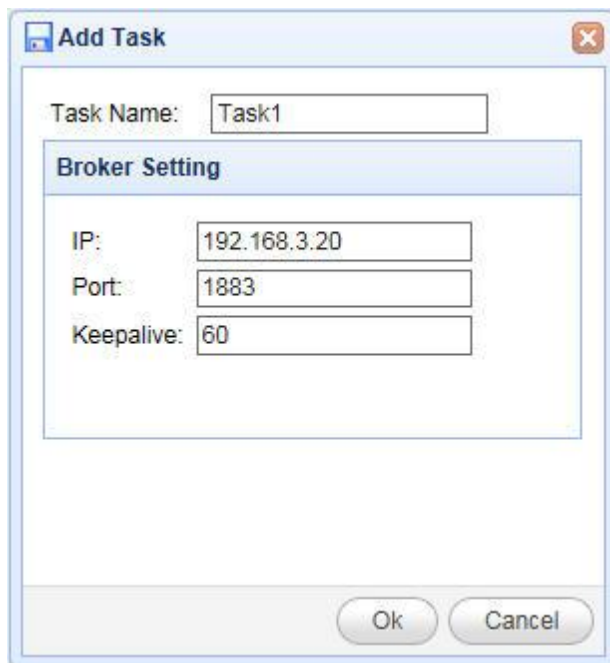 Add Task
Task Name: Task1
Broker Setting
IP: 192.168.3.20
Port: 1883
Keepalive: 60
Ok Cancel